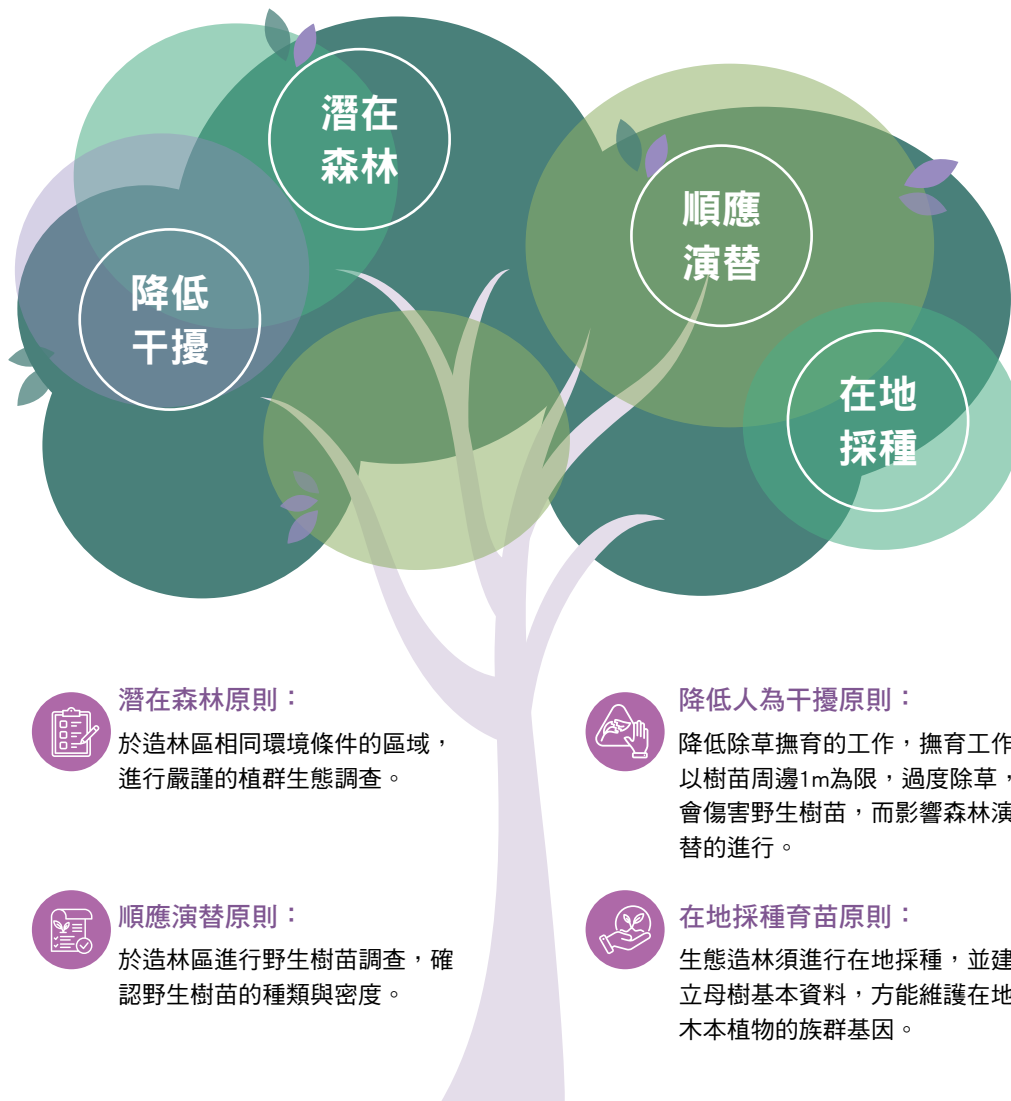 潛在
森林
順應
演替
降低
干擾
在地
採種
潛在森林原則：
於造林區相同環境條件的區域，
進行嚴謹的植群生態調查。
降低人為干擾原則：
降低除草撫育的工作，撫育工作
以樹苗周邊1m為限，過度除草，
會傷害野生樹苗，而影響森林演
替的進行。
順應演替原則：
於造林區進行野生樹苗調查，確
認野生樹苗的種類與密度。
在地採種育苗原則：
生態造林須進行在地採種，並建
立母樹基本資料，方能維護在地
木本植物的族群基因。